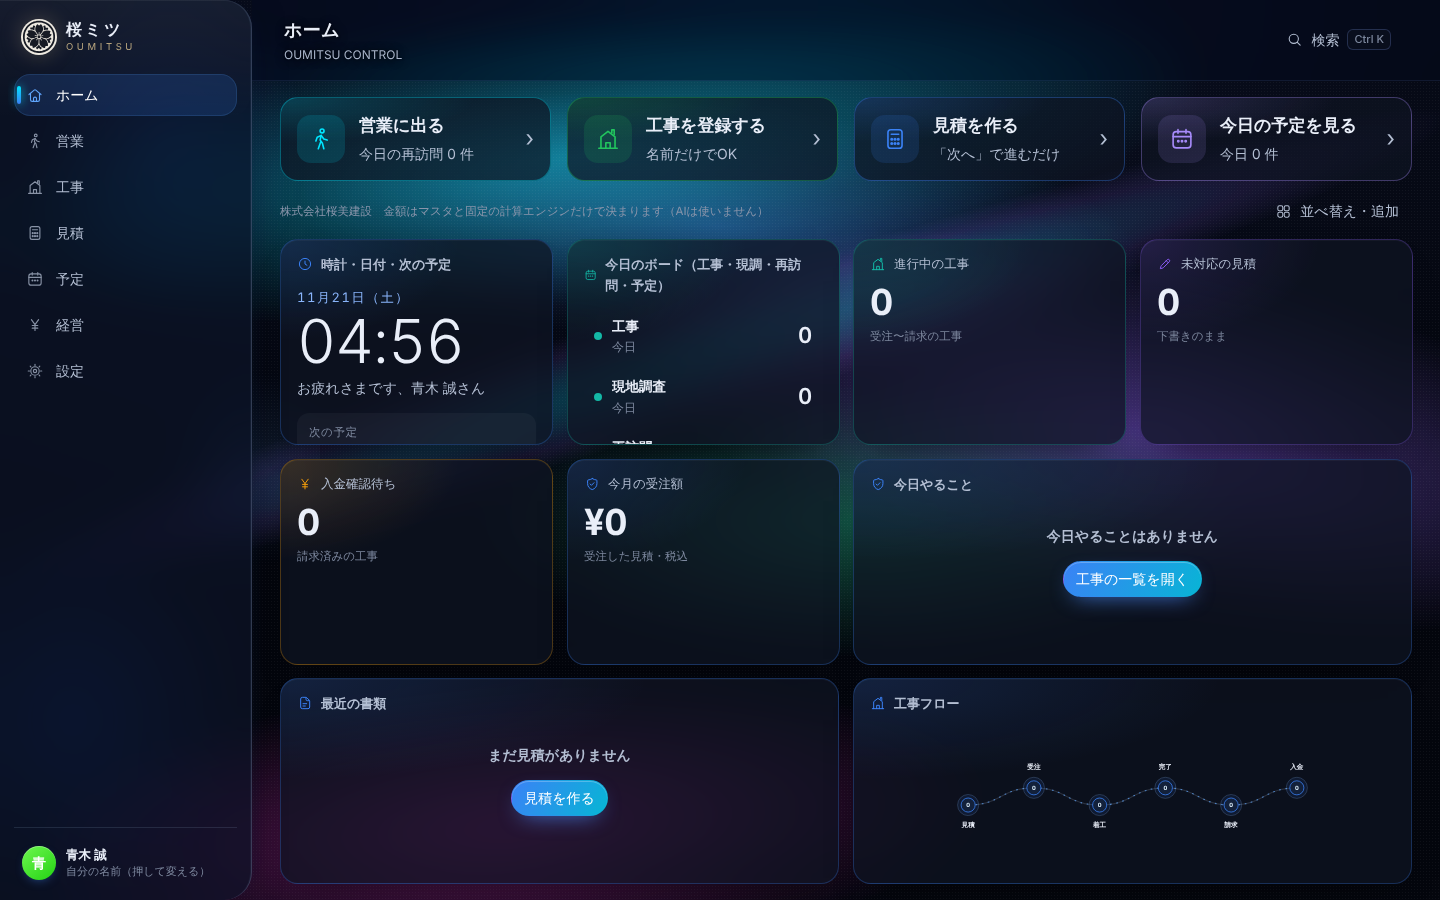 桜ミツ
OUMITSU
ホーム
営業
工事
見積
予定
経営
設定
青
青木 誠
自分の名前（押して変える）
ホーム
OUMITSU CONTROL
検索 Ctrl K
営業に出る
今日の再訪問 0 件
工事を登録する
名前だけでOK
見積を作る
「次へ」で進むだけ
今日の予定を見る
今日 0 件
株式会社桜美建設　金額はマスタと固定の計算エンジンだけで決まります（AIは使いません）
並べ替え・追加
時計・日付・次の予定
11月21日（土）
04:56
お疲れさまです、青木 誠さん
次の予定
今日のボード（工事・現調・再訪
問・予定）
工事
今日
0
現地調査
今日
0
進行中の工事
0
受注〜請求の工事
未対応の見積
0
下書きのまま
入金確認待ち
0
請求済みの工事
今月の受注額
¥0
受注した見積・税込
今日やること
今日やることはありません
工事の一覧を開く
最近の書類
まだ見積がありません
見積を作る
工事フロー
0
見積
受注
0
0
着工
完了
0
0
請求
入金
0